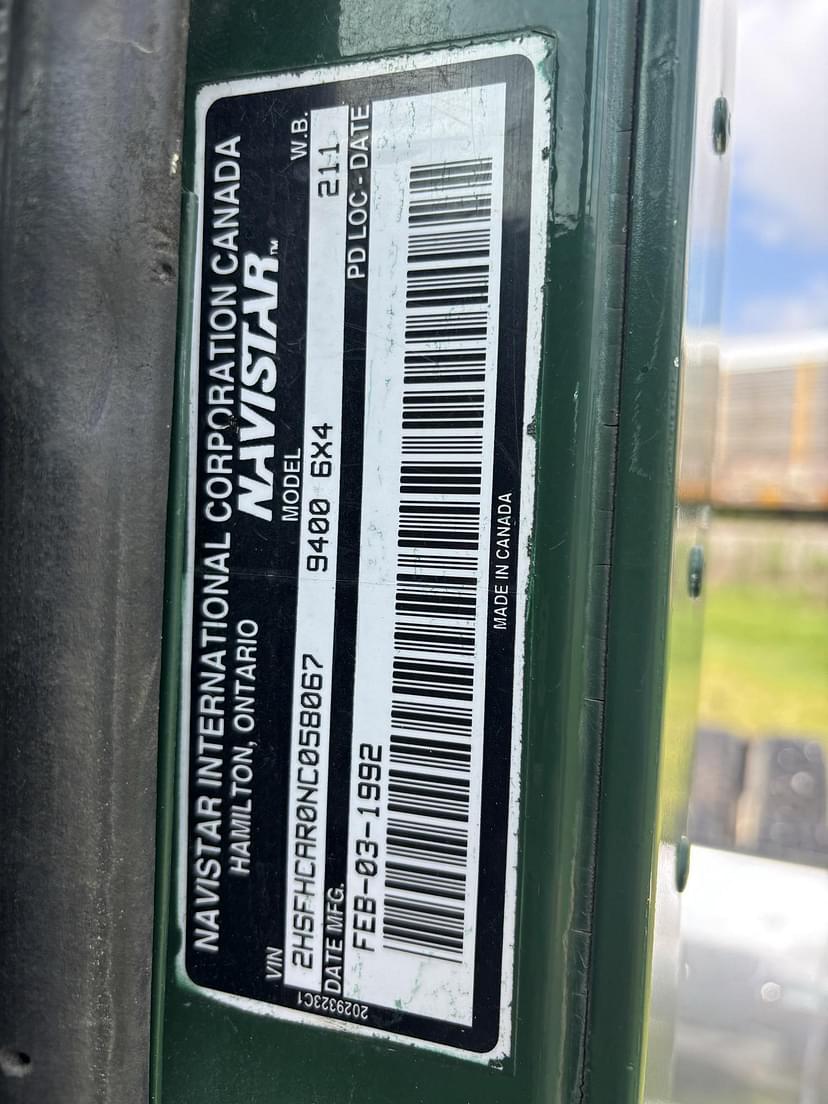 NAVISTAR INTERNATIONAL CORPORATION CANADA
HAMILTON, ONTARIO
NAVISTAR™
VIN MODEL W.B.
2HSFHCAR0NC058067 9400 6X4 211
DATE MFG. PD LOC - DATE
FEB-03-1992
MADE IN CANADA
2029323C1